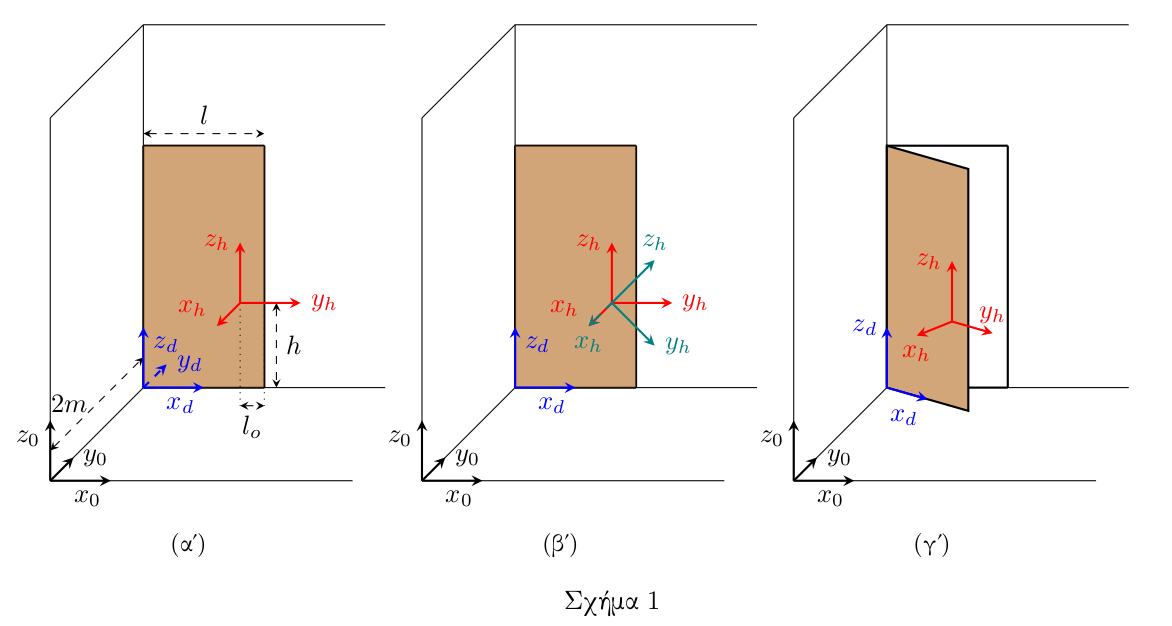 l
z_h
x_h
y_h
z_d
y_d
h
x_d
2m
l_o
z_0
y_0
x_0
(α΄)
z_h
z_h
x_h
y_h
x_h
y_h
z_d
x_d
z_0
y_0
x_0
(β΄)
z_h
y_h
x_h
z_d
x_d
z_0
y_0
x_0
(γ΄)
Σχήμα 1